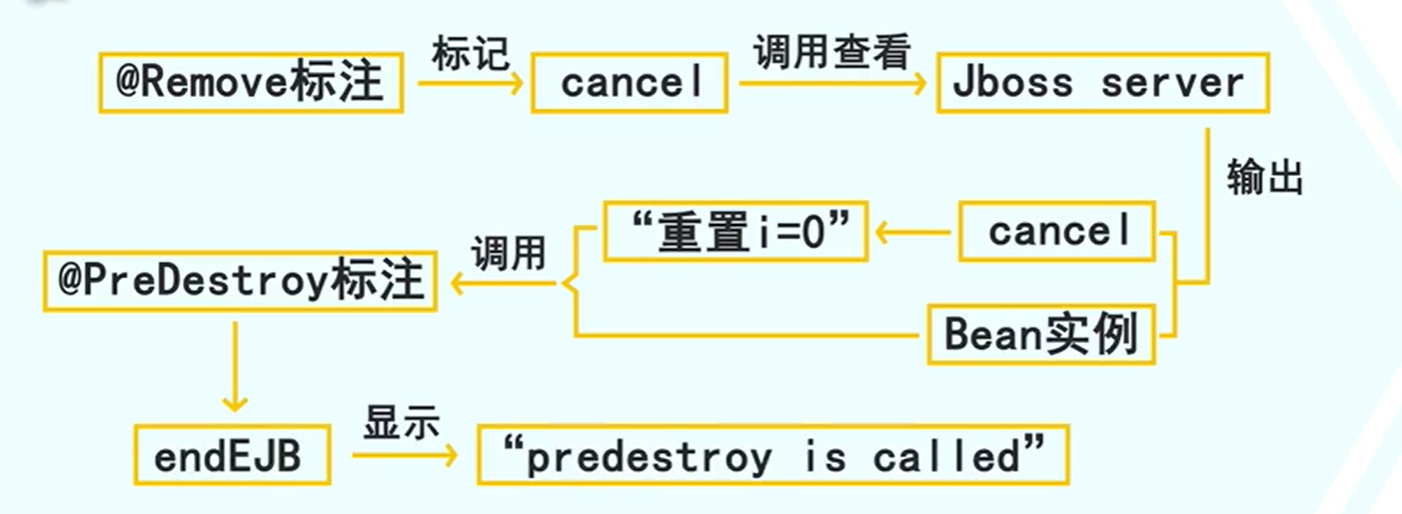 @Remove标注 标记 cancel 调用查看 Jboss server
输出
“重置i=0” cancel
@PreDestroy标注 调用
Bean实例
endEJB 显示 “predestroy is called”